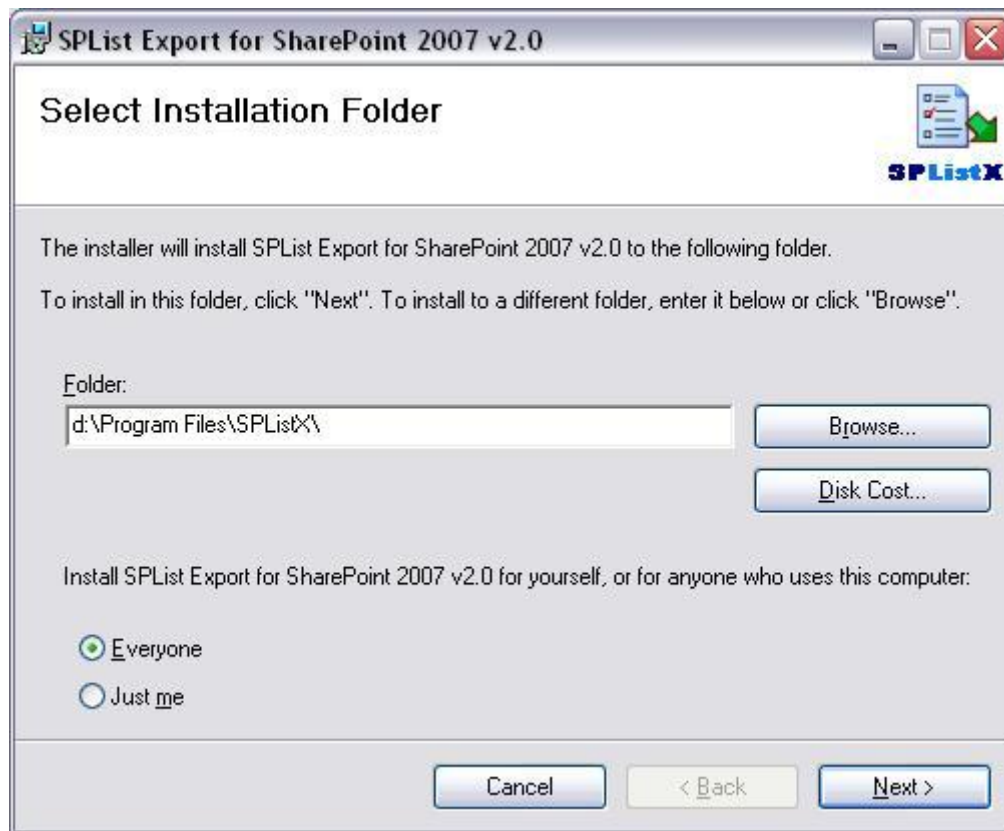 SPList Export for SharePoint 2007 v2.0
Select Installation Folder
SPListX
The installer will install SPList Export for SharePoint 2007 v2.0 to the following folder.
To install in this folder, click "Next". To install to a different folder, enter it below or click "Browse".
Folder:
d:\Program Files\SPListX\
Browse...
Disk Cost...
Install SPList Export for SharePoint 2007 v2.0 for yourself, or for anyone who uses this computer:
Everyone
Just me
Cancel
< Back
Next >